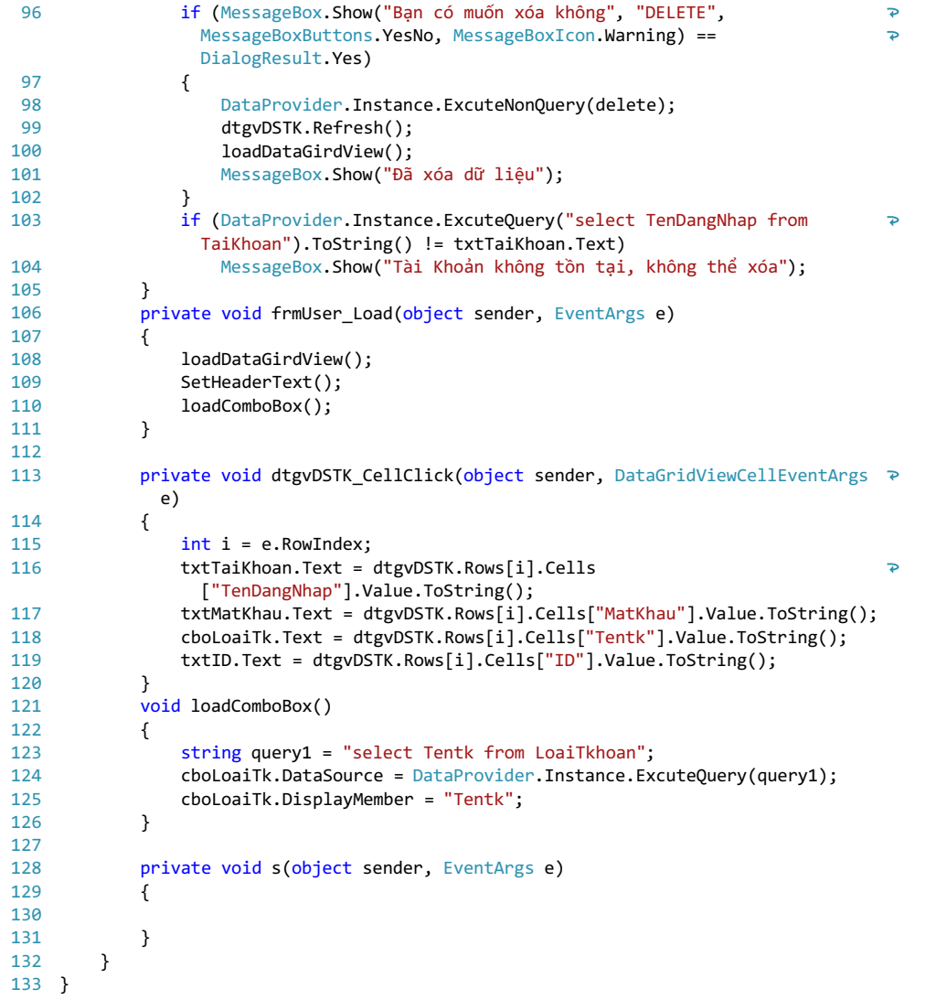 96 if (MessageBox.Show("Bạn có muốn xóa không", "DELETE",
MessageBoxButtons.YesNo, MessageBoxIcon.Warning) ==
DialogResult.Yes)
97 {
98 DataProvider.Instance.ExcuteNonQuery(delete);
99 dtgvDSTK.Refresh();
100 loadDataGirdView();
101 MessageBox.Show("Đã xóa dữ liệu");
102 }
103 if (DataProvider.Instance.ExcuteQuery("select TenDangNhap from
TaiKhoan").ToString() != txtTaiKhoan.Text)
104 MessageBox.Show("Tài Khoản không tồn tại, không thể xóa");
105 }
106 private void frmUser_Load(object sender, EventArgs e)
107 {
108 loadDataGirdView();
109 SetHeaderText();
110 loadComboBox();
111 }
112
113 private void dtgvDSTK_CellClick(object sender, DataGridViewCellEventArgs
e)
114 {
115 int i = e.RowIndex;
116 txtTaiKhoan.Text = dtgvDSTK.Rows[i].Cells
["TenDangNhap"].Value.ToString();
117 txtMatKhau.Text = dtgvDSTK.Rows[i].Cells["MatKhau"].Value.ToString();
118 cboLoaiTk.Text = dtgvDSTK.Rows[i].Cells["Tentk"].Value.ToString();
119 txtID.Text = dtgvDSTK.Rows[i].Cells["ID"].Value.ToString();
120 }
121 void loadComboBox()
122 {
123 string query1 = "select Tentk from LoaiTkhoan";
124 cboLoaiTk.DataSource = DataProvider.Instance.ExcuteQuery(query1);
125 cboLoaiTk.DisplayMember = "Tentk";
126 }
127
128 private void s(object sender, EventArgs e)
129 {
130
131 }
132 }
133 }